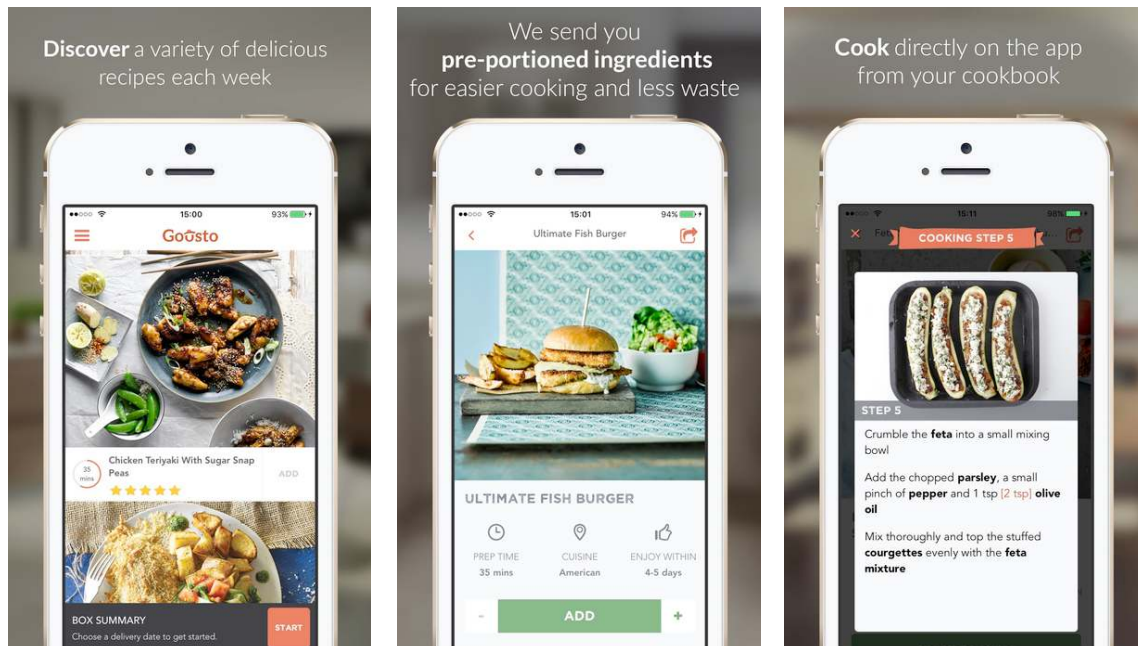 Discover a variety of delicious
recipes each week
15:00
93%
Goūsto
35
mins
Chicken Teriyaki With Sugar Snap
Peas
ADD
BOX SUMMARY
Choose a delivery date to get started.
START
We send you
pre-portioned ingredients
for easier cooking and less waste
15:01
94%
Ultimate Fish Burger
ULTIMATE FISH BURGER
PREP TIME
35 mins
CUISINE
American
ENJOY WITHIN
4-5 days
-
ADD
+
Cook directly on the app
from your cookbook
15:11
98%
COOKING STEP 5
STEP 5
Crumble the feta into a small mixing
bowl
Add the chopped parsley, a small
pinch of pepper and 1 tsp [2 tsp] olive
oil
Mix thoroughly and top the stuffed
courgettes evenly with the feta
mixture